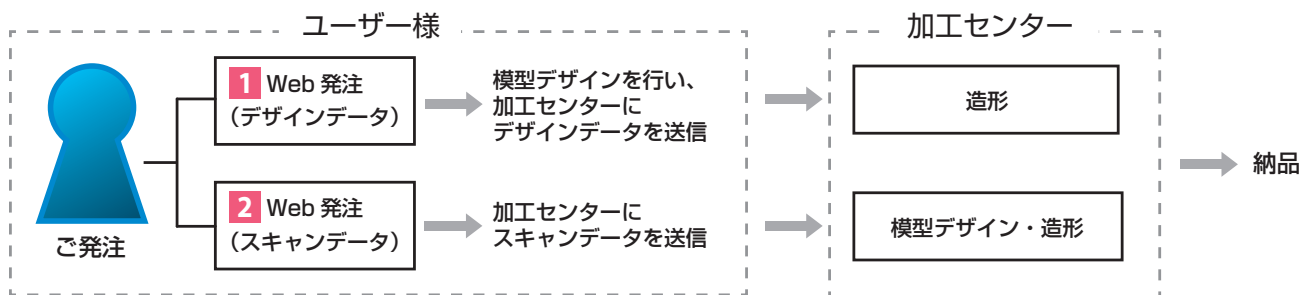 ユーザー様
加工センター
1 Web 発注
(デザインデータ)
模型デザインを行い、
加工センターに
デザインデータを送信
造形
ご発注
2 Web 発注
(スキャンデータ)
加工センターに
スキャンデータを送信
模型デザイン・造形
納品